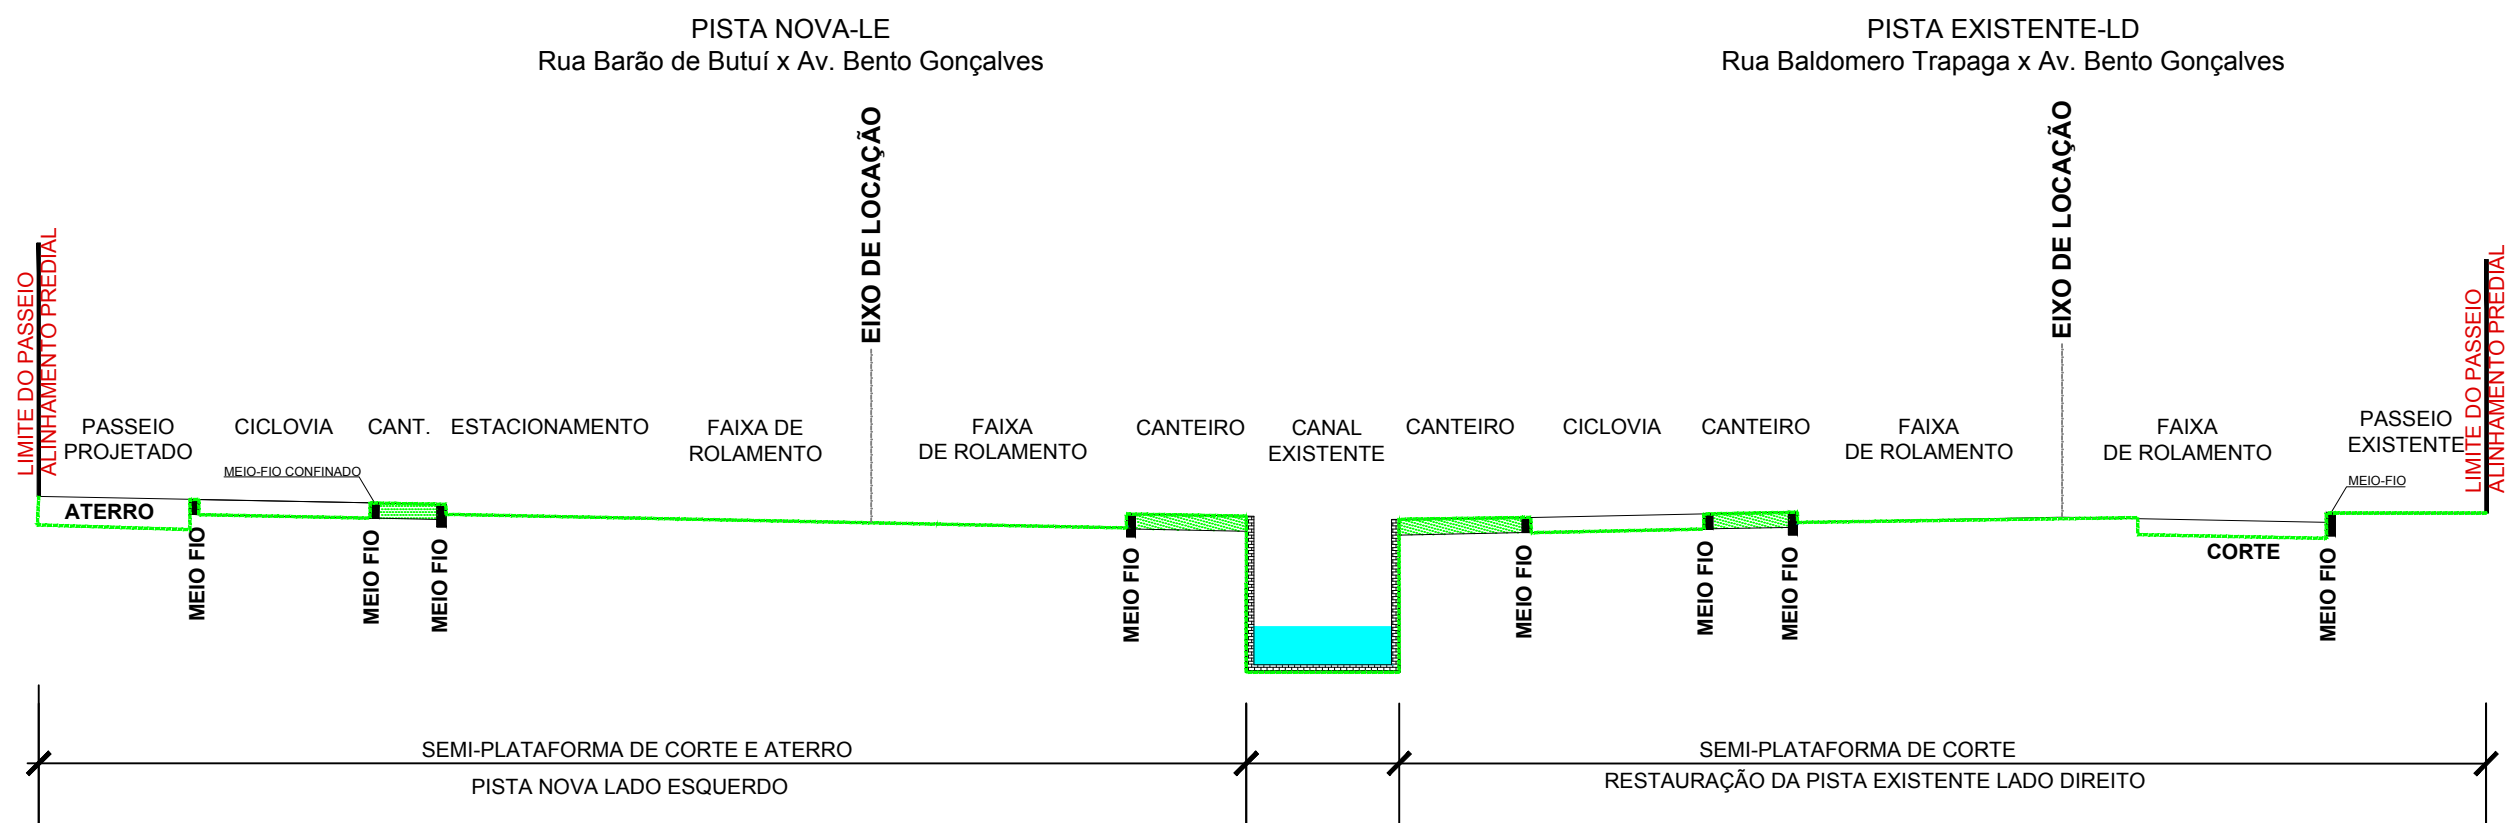 PISTA NOVA-LE
Rua Barão de Butuí x Av. Bento Gonçalves
PISTA EXISTENTE-LD
Rua Baldomero Trapaga x Av. Bento Gonçalves
EIXO DE LOCAÇÃO
EIXO DE LOCAÇÃO
LIMITE DO PASSEIO
ALINHAMENTO PREDIAL
PASSEIO
PROJETADO
CICLOVIA
CANT.
ESTACIONAMENTO
FAIXA DE
ROLAMENTO
FAIXA
DE ROLAMENTO
CANTEIRO
CANAL
EXISTENTE
CANTEIRO
CICLOVIA
CANTEIRO
FAIXA
DE ROLAMENTO
FAIXA
DE ROLAMENTO
PASSEIO
EXISTENTE
LIMITE DO PASSEIO
ALINHAMENTO PREDIAL
MEIO-FIO CONFINADO
MEIO-FIO
ATERRO
CORTE
MEIO FIO
MEIO FIO
MEIO FIO
MEIO FIO
MEIO FIO
MEIO FIO
MEIO FIO
MEIO FIO
SEMI-PLATAFORMA DE CORTE E ATERRO
PISTA NOVA LADO ESQUERDO
SEMI-PLATAFORMA DE CORTE
RESTAURAÇÃO DA PISTA EXISTENTE LADO DIREITO